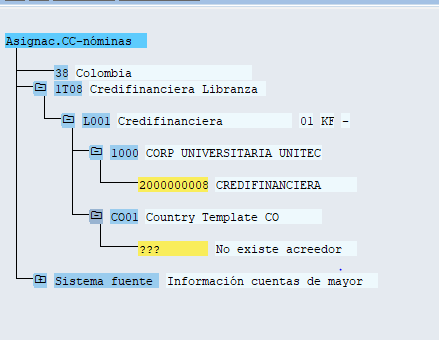 Asignac.CC-nóminas
38 Colombia
1T08 Credifinanciera Libranza
L001 Credifinanciera 01 KF -
1000 CORP UNIVERSITARIA UNITEC
2000000008 CREDIFINANCIERA
CO01 Country Template CO
??? No existe acreedor
Sistema fuente Información cuentas de mayor